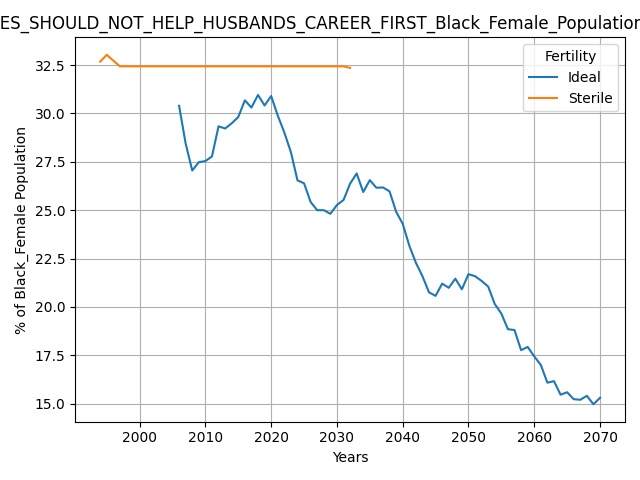 ES_SHOULD_NOT_HELP_HUSBANDS_CAREER_FIRST_Black_Female_Population
Fertility
Ideal
Sterile
% of Black_Female Population
32.5
30.0
27.5
25.0
22.5
20.0
17.5
15.0
2000 2010 2020 2030 2040 2050 2060 2070
Years